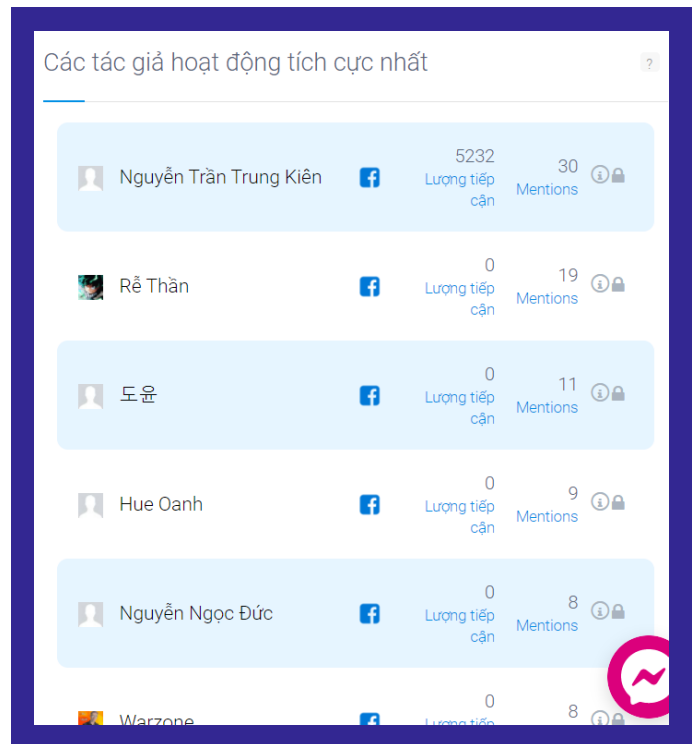 Các tác giả hoạt động tích cực nhất
?
Nguyễn Trần Trung Kiên
5232
Lượng tiếp
cận
30
Mentions
Rễ Thần
0
Lượng tiếp
cận
19
Mentions
도윤
0
Lượng tiếp
cận
11
Mentions
Hue Oanh
0
Lượng tiếp
cận
9
Mentions
Nguyễn Ngọc Đức
0
Lượng tiếp
cận
8
Mentions
Warzone
0
Lượng tiếp
8